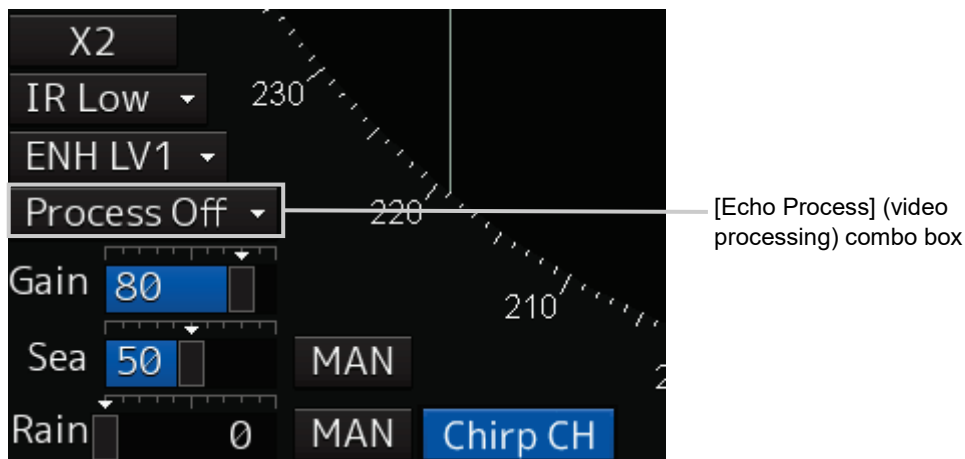 X2
IR Low
230
ENH LV1
Process Off
220
[Echo Process] (video
processing) combo box
Gain 80
210
Sea 50 MAN
2
Rain 0 MAN Chirp CH